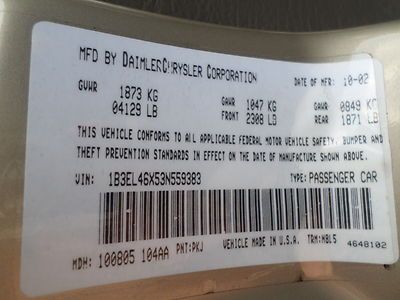 MFD BY DAIMLERCHRYSLER CORPORATION DATE OF MFR: 10-02
GVWR GAWR GAWR
1873 KG 1047 KG 0849 KG
04129 LB FRONT 2308 LB REAR 1871 LB
THIS VEHICLE CONFORMS TO ALL APPLICABLE FEDERAL MOTOR VEHICLE SAFETY, BUMPER AND
THEFT PREVENTION STANDARDS IN EFFECT ON THE DATE OF MANUFACTURE SHOWN ABOVE.
VIN: 1B3EL46X53N559383 TYPE: PASSENGER CAR
MDH: 100805 104AA PNT: PKJ VEHICLE MADE IN U.S.A. TRM: MBL5
4648102